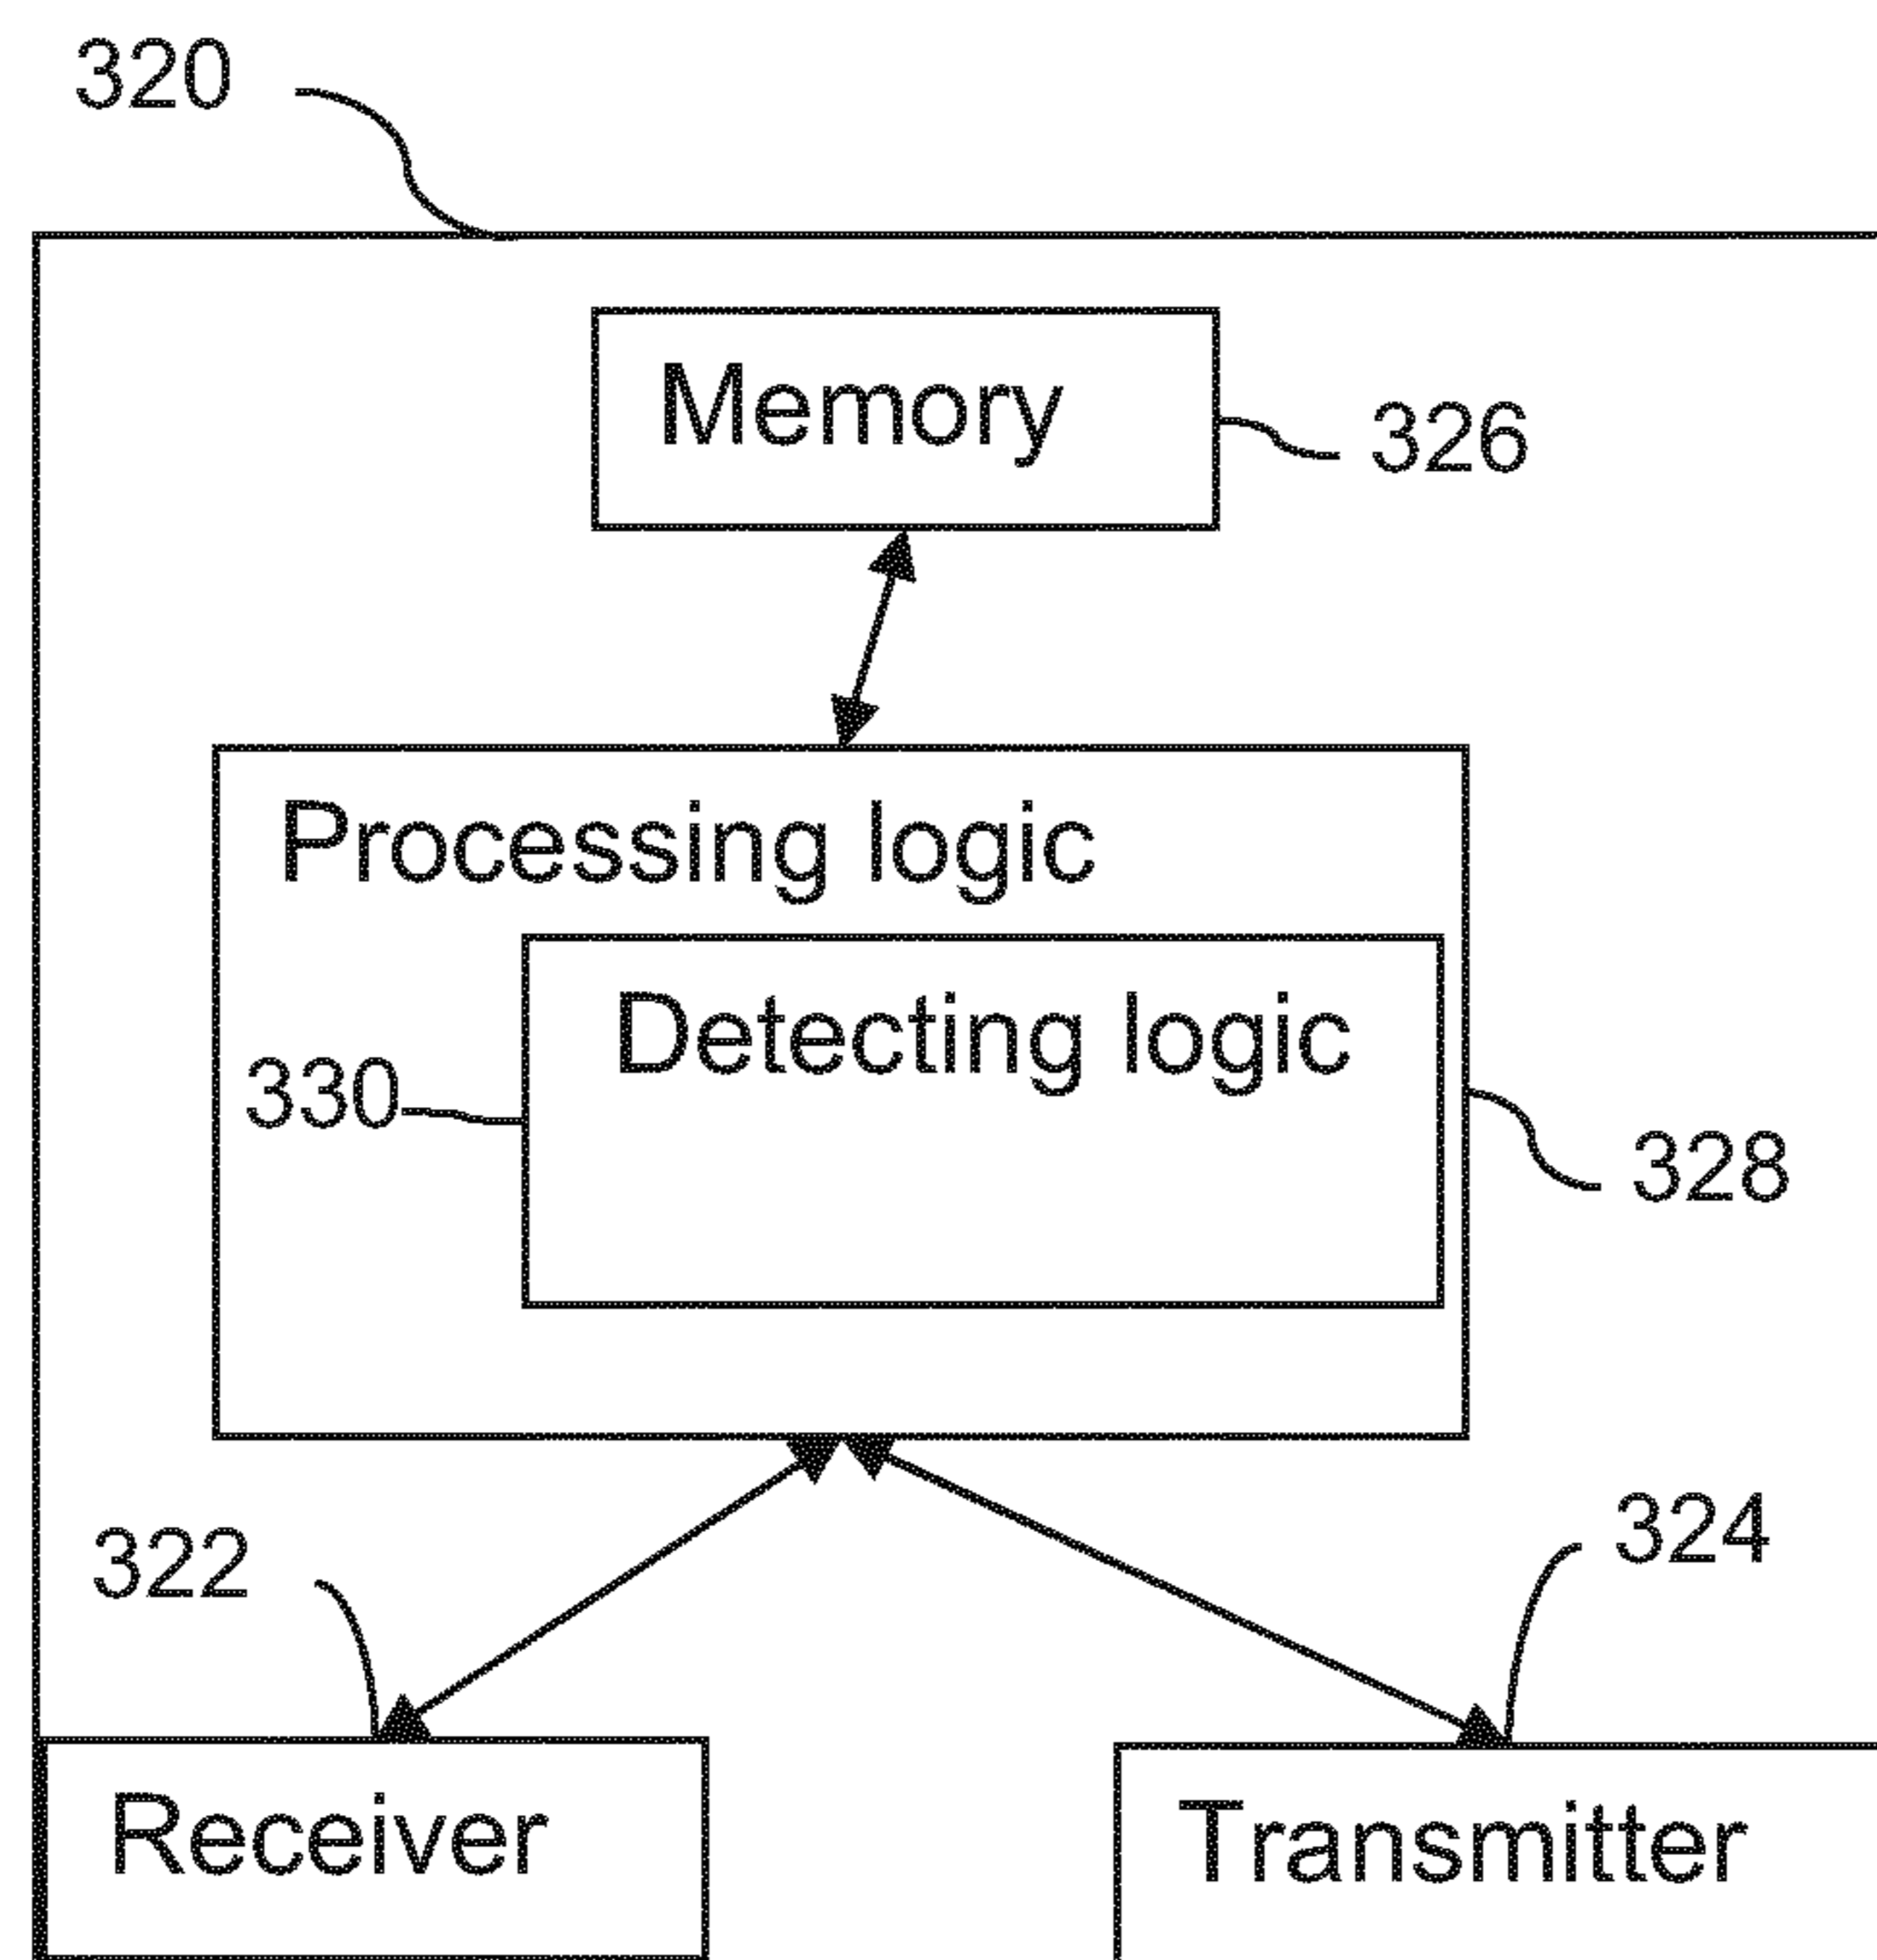 320
Memory
326
Processing logic
Detecting logic
330
328
322
324
Receiver
Transmitter